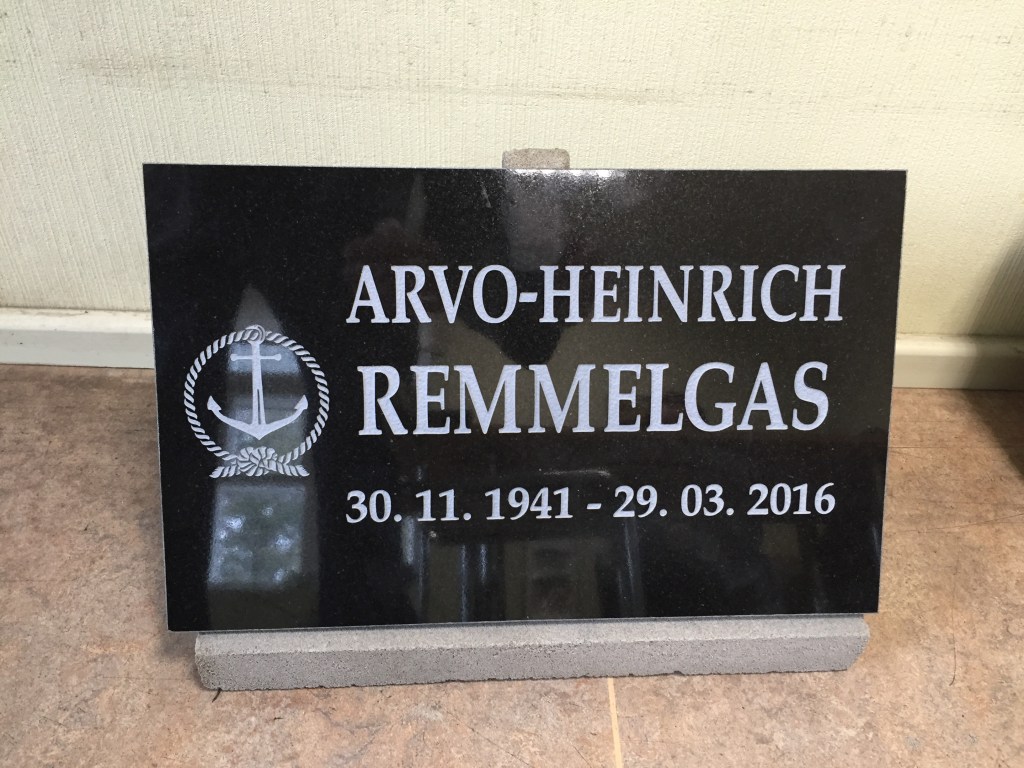 ARVO-HEINRICH
REMMELGAS
30. 11. 1941 - 29. 03. 2016